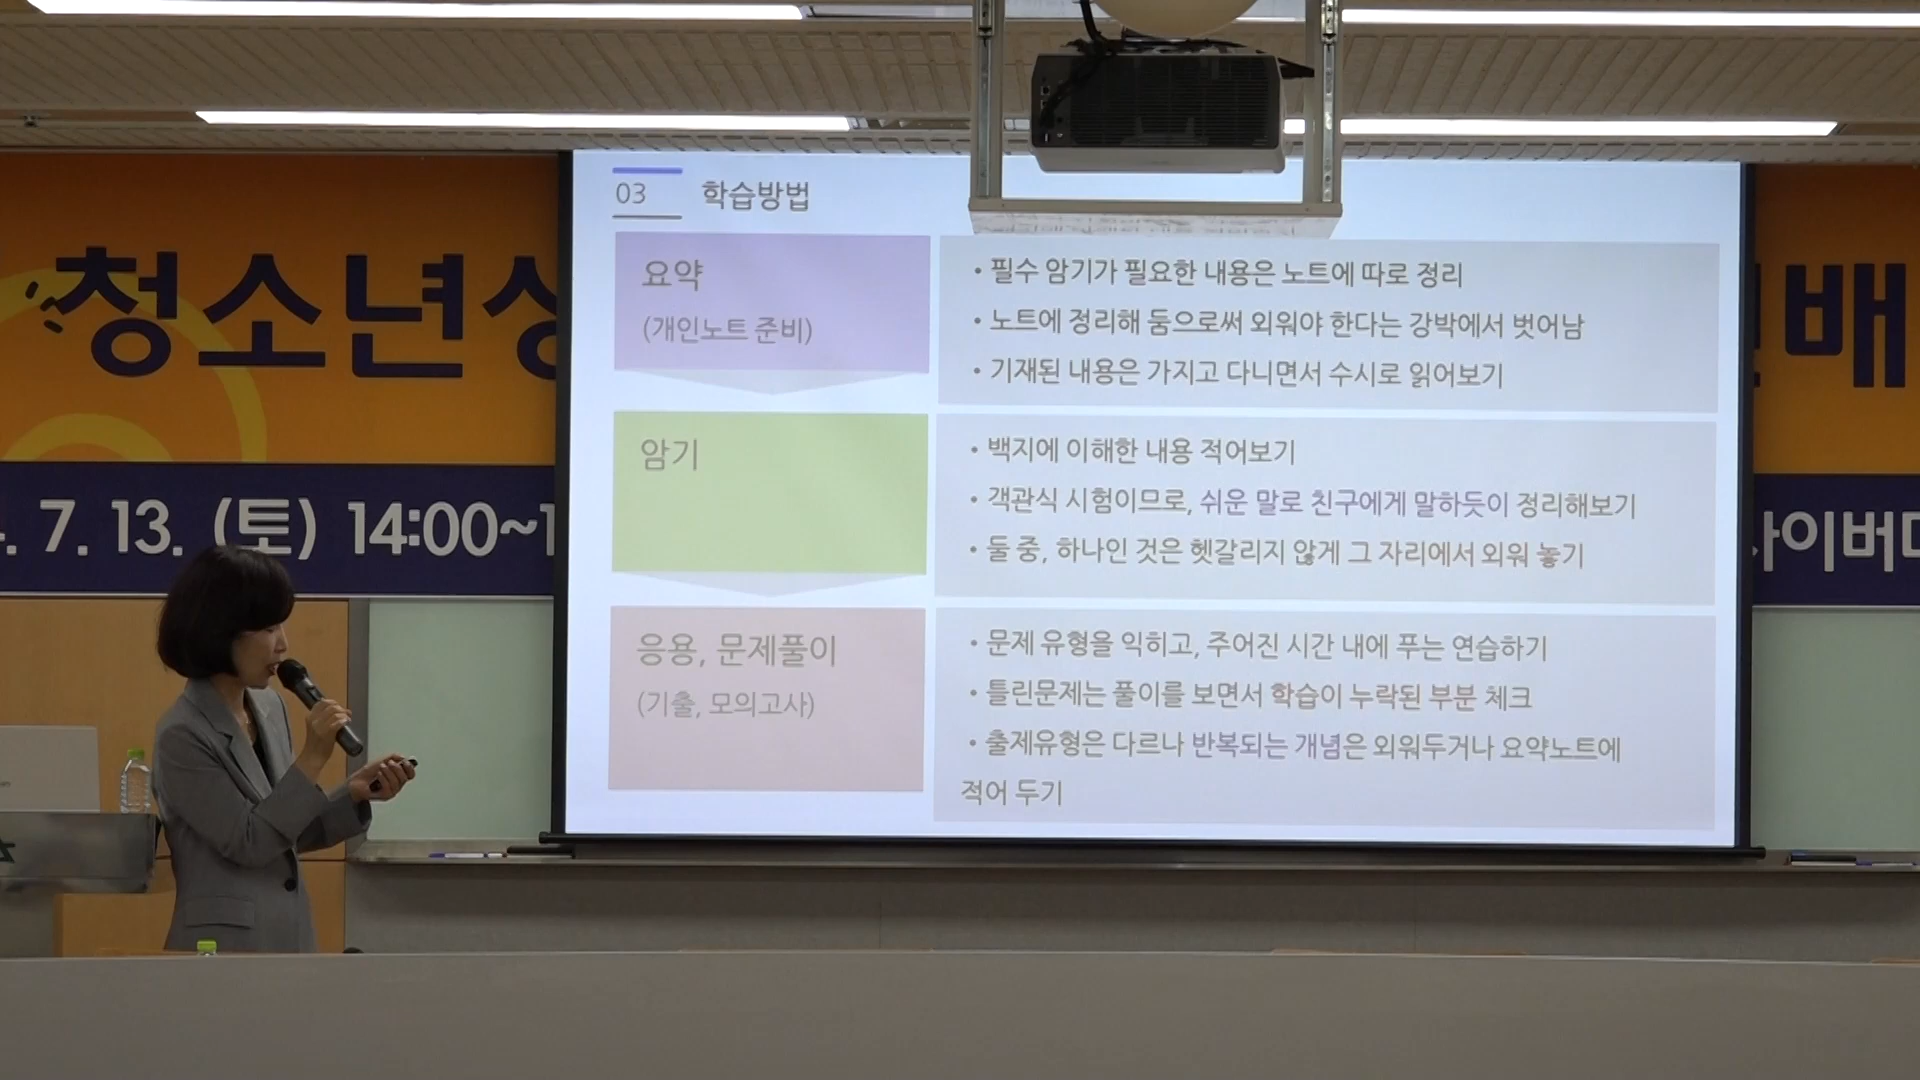 03 학습방법
요약
(개인노트 준비)
• 필수 암기가 필요한 내용은 노트에 따로 정리
• 노트에 정리해 둠으로써 외워야 한다는 강박에서 벗어남
• 기재된 내용은 가지고 다니면서 수시로 읽어보기
암기
• 백지에 이해한 내용 적어보기
• 객관식 시험이므로, 쉬운 말로 친구에게 말하듯이 정리해보기
• 둘 중, 하나인 것은 헷갈리지 않게 그 자리에서 외워 놓기
응용, 문제풀이
(기출, 모의고사)
• 문제 유형을 익히고, 주어진 시간 내에 푸는 연습하기
• 틀린문제는 풀이를 보면서 학습이 누락된 부분 체크
• 출제유형은 다르나 반복되는 개념은 외워두거나 요약노트에
적어 두기
청소년상
배
7. 13. (토) 14:00~1
사이버대